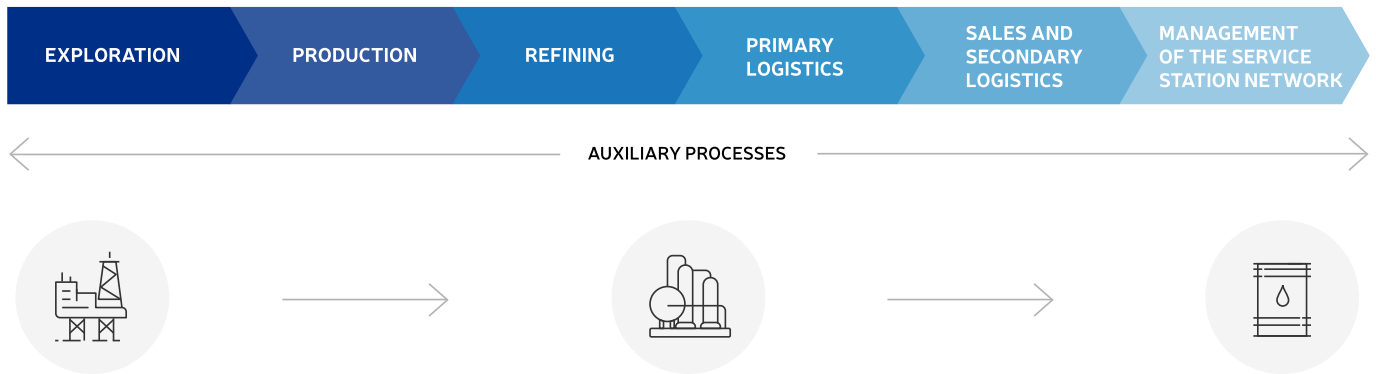 EXPLORATION
PRODUCTION
REFINING
PRIMARY
LOGISTICS
SALES AND
SECONDARY
LOGISTICS
MANAGEMENT
OF THE SERVICE
STATION NETWORK
AUXILIARY PROCESSES